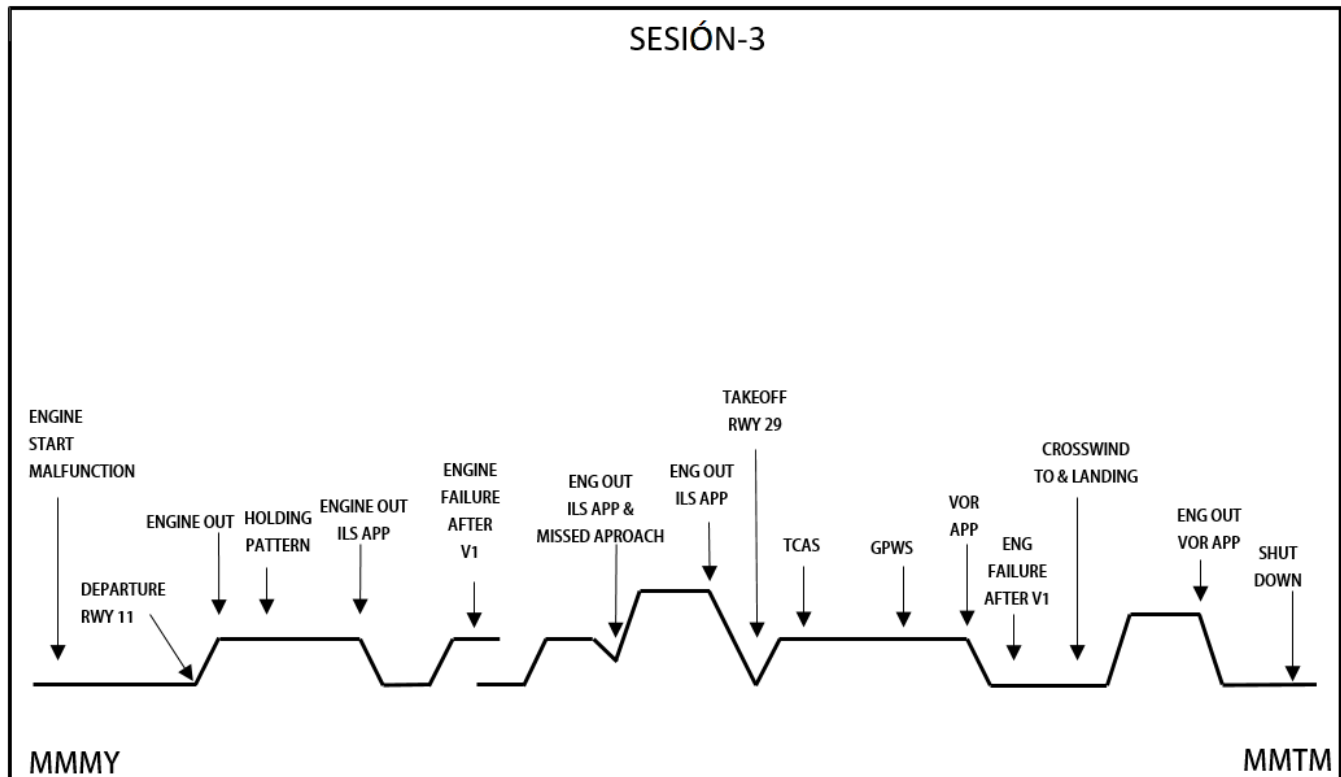 SESIÓN-3
ENGINE
START
MALFUNCTION
DEPARTURE
RWY 11
ENGINE OUT
HOLDING
PATTERN
ENGINE OUT
ILS APP
ENGINE
FAILURE
AFTER
V1
ENG OUT
ILS APP &
MISSED APROACH
ENG OUT
ILS APP
TAKEOFF
RWY 29
TCAS
GPWS
VOR
APP
ENG
FAILURE
AFTER V1
CROSSWIND
TO & LANDING
ENG OUT
VOR APP
SHUT
DOWN
MMMY
MMTM